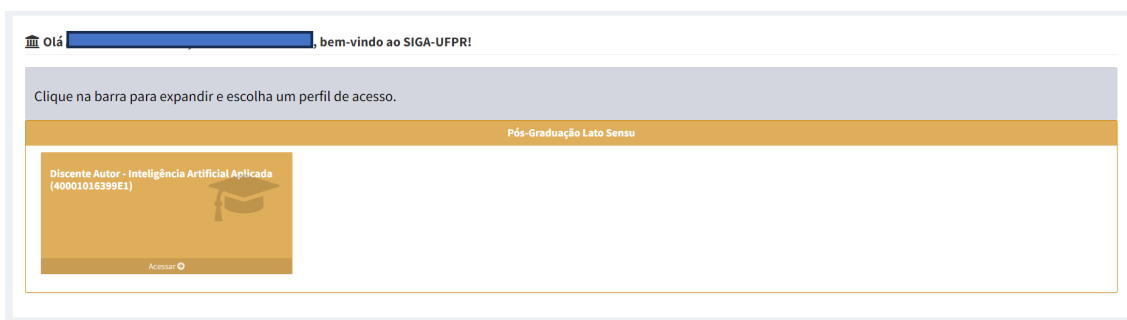 Olá , bem-vindo ao SIGA-UFPR!
Clique na barra para expandir e escolha um perfil de acesso.
Pós-Graduação Lato Sensu
Discente Autor - Inteligência Artificial Aplicada
(40001016399E1)
Acessar